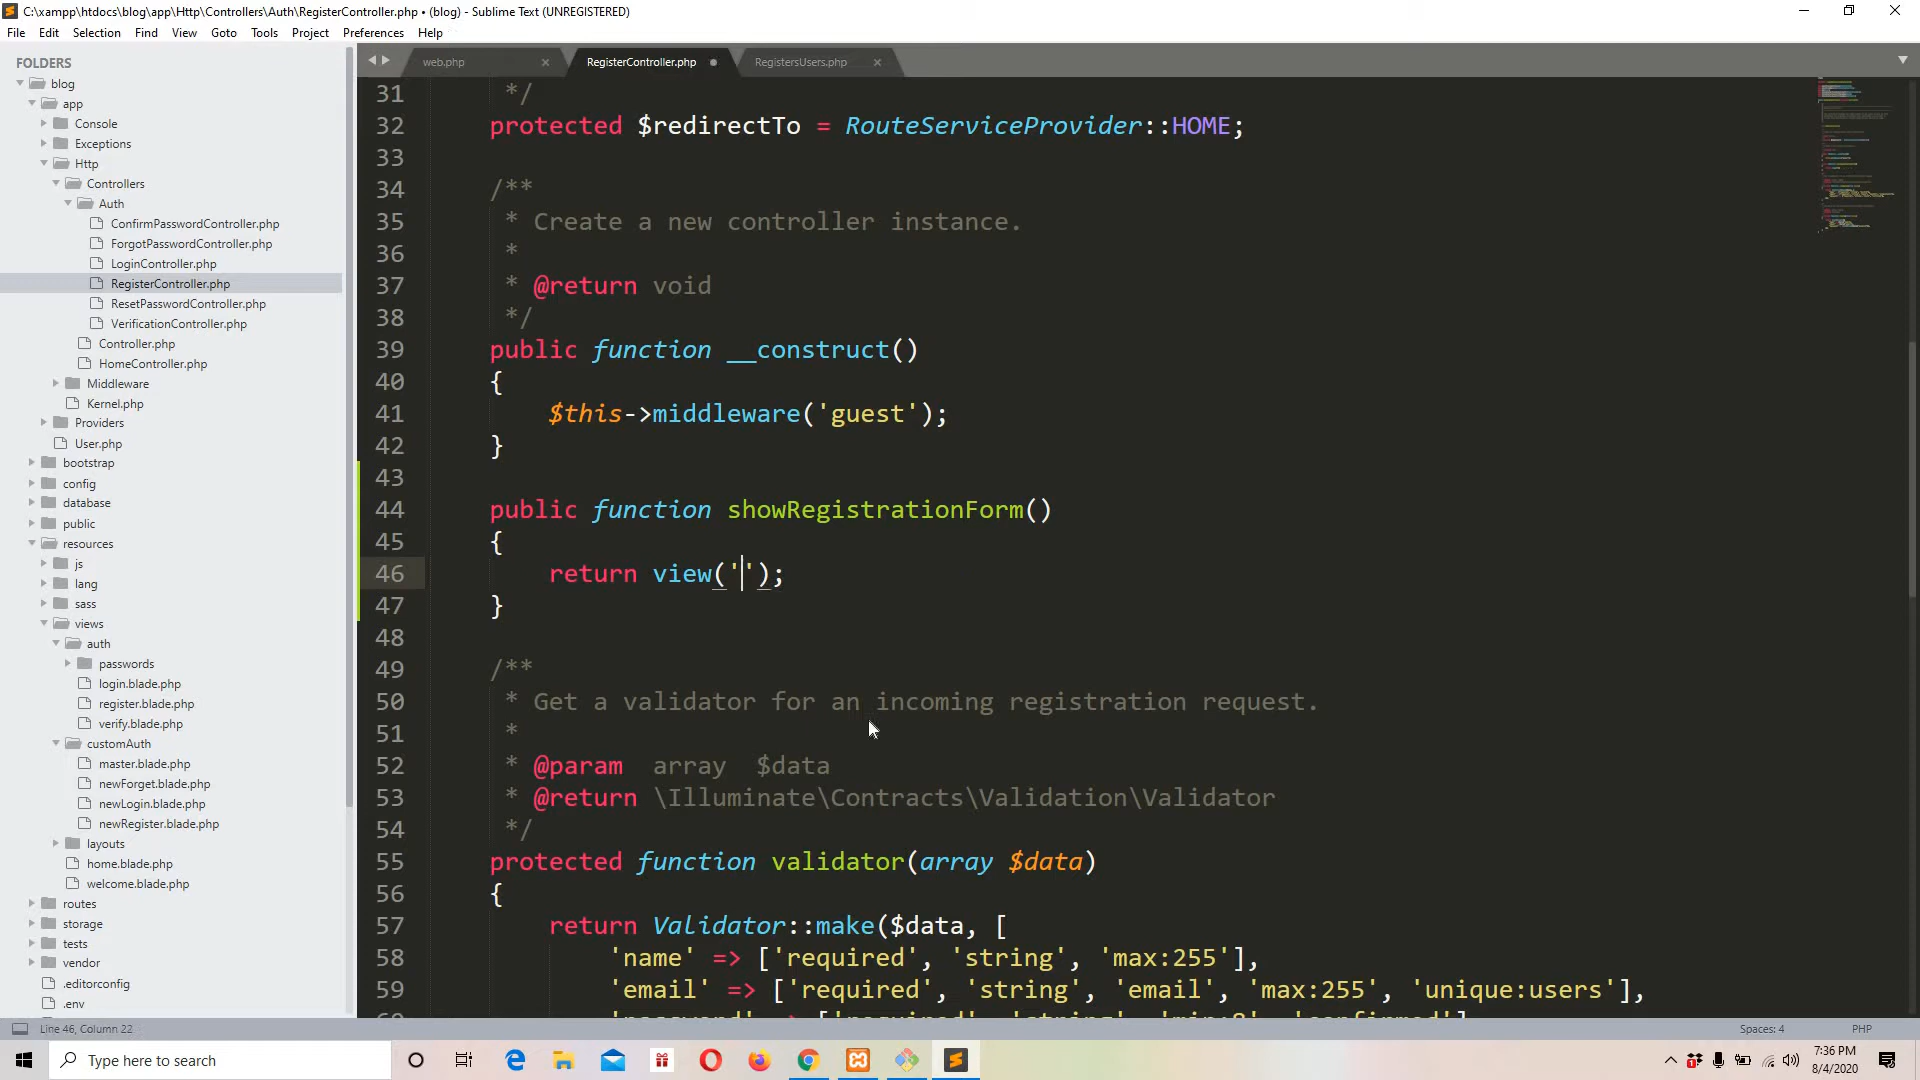 C:\xampp\htdocs\blog\app\Http\Controllers\Auth\RegisterController.php • (blog) - Sublime Text (UNREGISTERED)
File Edit Selection Find View Goto Tools Project Preferences Help
FOLDERS
blog
app
Console
Exceptions
Http
Controllers
Auth
ConfirmPasswordController.php
ForgotPasswordController.php
LoginController.php
RegisterController.php
ResetPasswordController.php
VerificationController.php
Controller.php
HomeController.php
Middleware
Kernel.php
Providers
User.php
bootstrap
config
database
public
resources
js
lang
sass
views
auth
passwords
login.blade.php
register.blade.php
verify.blade.php
customAuth
master.blade.php
newForget.blade.php
newLogin.blade.php
newRegister.blade.php
layouts
home.blade.php
welcome.blade.php
routes
storage
tests
vendor
.editorconfig
.env
web.php × RegisterController.php • RegistersUsers.php ×
31 */
32 protected $redirectTo = RouteServiceProvider::HOME;
33
34 /**
35 * Create a new controller instance.
36 *
37 * @return void
38 */
39 public function __construct()
40 {
41 $this->middleware('guest');
42 }
43
44 public function showRegistrationForm()
45 {
46 return view('');
47 }
48
49 /**
50 * Get a validator for an incoming registration request.
51 *
52 * @param array $data
53 * @return \Illuminate\Contracts\Validation\Validator
54 */
55 protected function validator(array $data)
56 {
57 return Validator::make($data, [
58 'name' => ['required', 'string', 'max:255'],
59 'email' => ['required', 'string', 'email', 'max:255', 'unique:users'],
60 'password' => ['required', 'string', 'min:8', 'confirmed'],
Line 46, Column 22 Spaces: 4 PHP
Type here to search
7:36 PM
8/4/2020